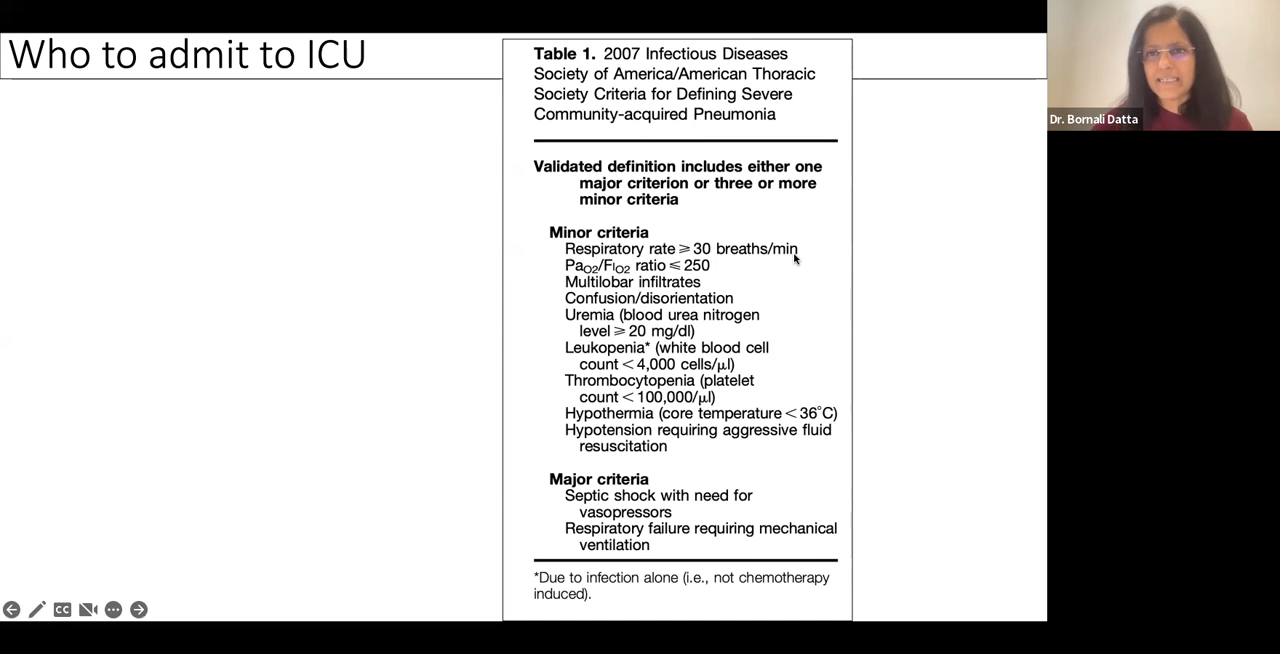 Who to admit to ICU
Table 1. 2007 Infectious Diseases
Society of America/American Thoracic
Society Criteria for Defining Severe
Community-acquired Pneumonia
Validated definition includes either one
major criterion or three or more
minor criteria
Minor criteria
Respiratory rate ⩾ 30 breaths/min
PaO2/FIO2 ratio ⩽ 250
Multilobar infiltrates
Confusion/disorientation
Uremia (blood urea nitrogen
level ⩾ 20 mg/dl)
Leukopenia* (white blood cell
count < 4,000 cells/μl)
Thrombocytopenia (platelet
count < 100,000/μl)
Hypothermia (core temperature < 36°C)
Hypotension requiring aggressive fluid
resuscitation
Major criteria
Septic shock with need for
vasopressors
Respiratory failure requiring mechanical
ventilation
*Due to infection alone (i.e., not chemotherapy
induced).
Dr. Bornali Datta
CC